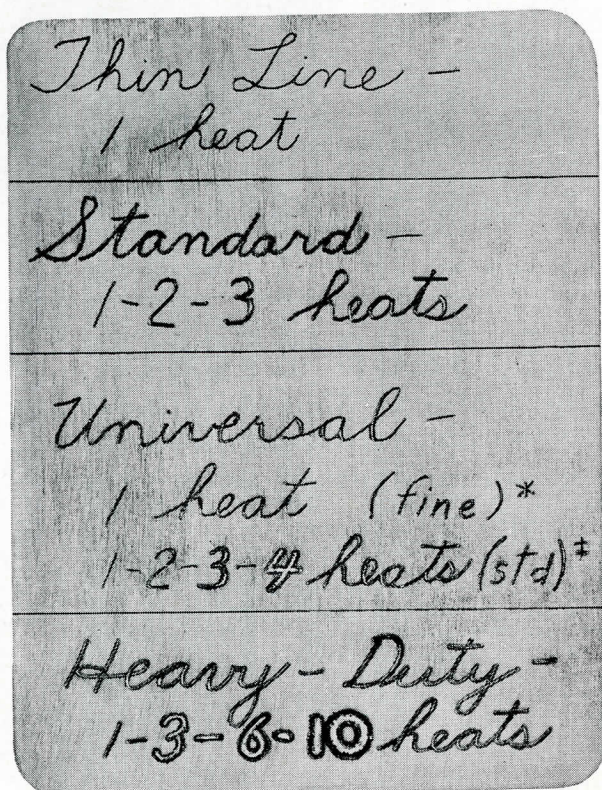 Thin Line -
1 heat
Standard -
1-2-3 heats
Universal -
1 heat (fine)*
1-2-3-4 heats (std)‡
Heavy-Duty-
1-3-6-10 heats